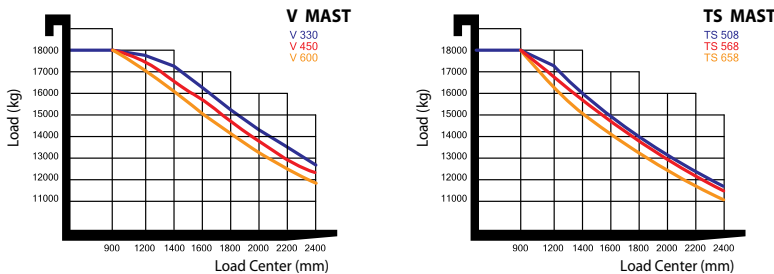 V MAST
V 330
V 450
V 600
18000
17000
16000
15000
14000
13000
12000
11000
Load (kg)
900 1200 1400 1600 1800 2000 2200 2400
Load Center (mm)
TS MAST
TS 508
TS 568
TS 658
18000
17000
16000
15000
14000
13000
12000
11000
Load (kg)
900 1200 1400 1600 1800 2000 2200 2400
Load Center (mm)